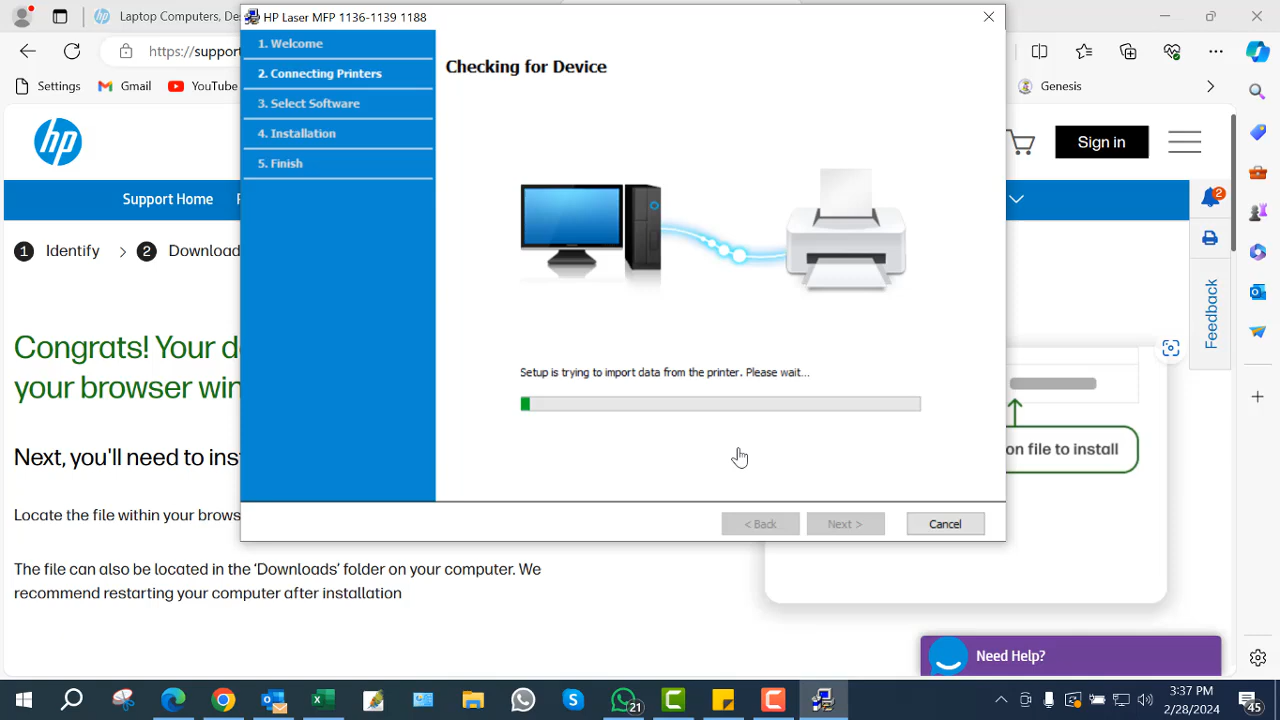 Laptop Computers, De
HP Laser MFP 1136-1139 1188
https://support
Settings
Gmail
YouTube
Genesis
1. Welcome
2. Connecting Printers
3. Select Software
4. Installation
5. Finish
Checking for Device
Setup is trying to import data from the printer. Please wait...
< Back
Next >
Cancel
hp
Sign in
Support Home
2
1 Identify
2 Download
Feedback
Congrats! Your d
your browser win
Next, you'll need to ins
on file to install
Locate the file within your brows
The file can also be located in the 'Downloads' folder on your computer. We
recommend restarting your computer after installation
Need Help?
21
3:37 PM
2/28/2024
45